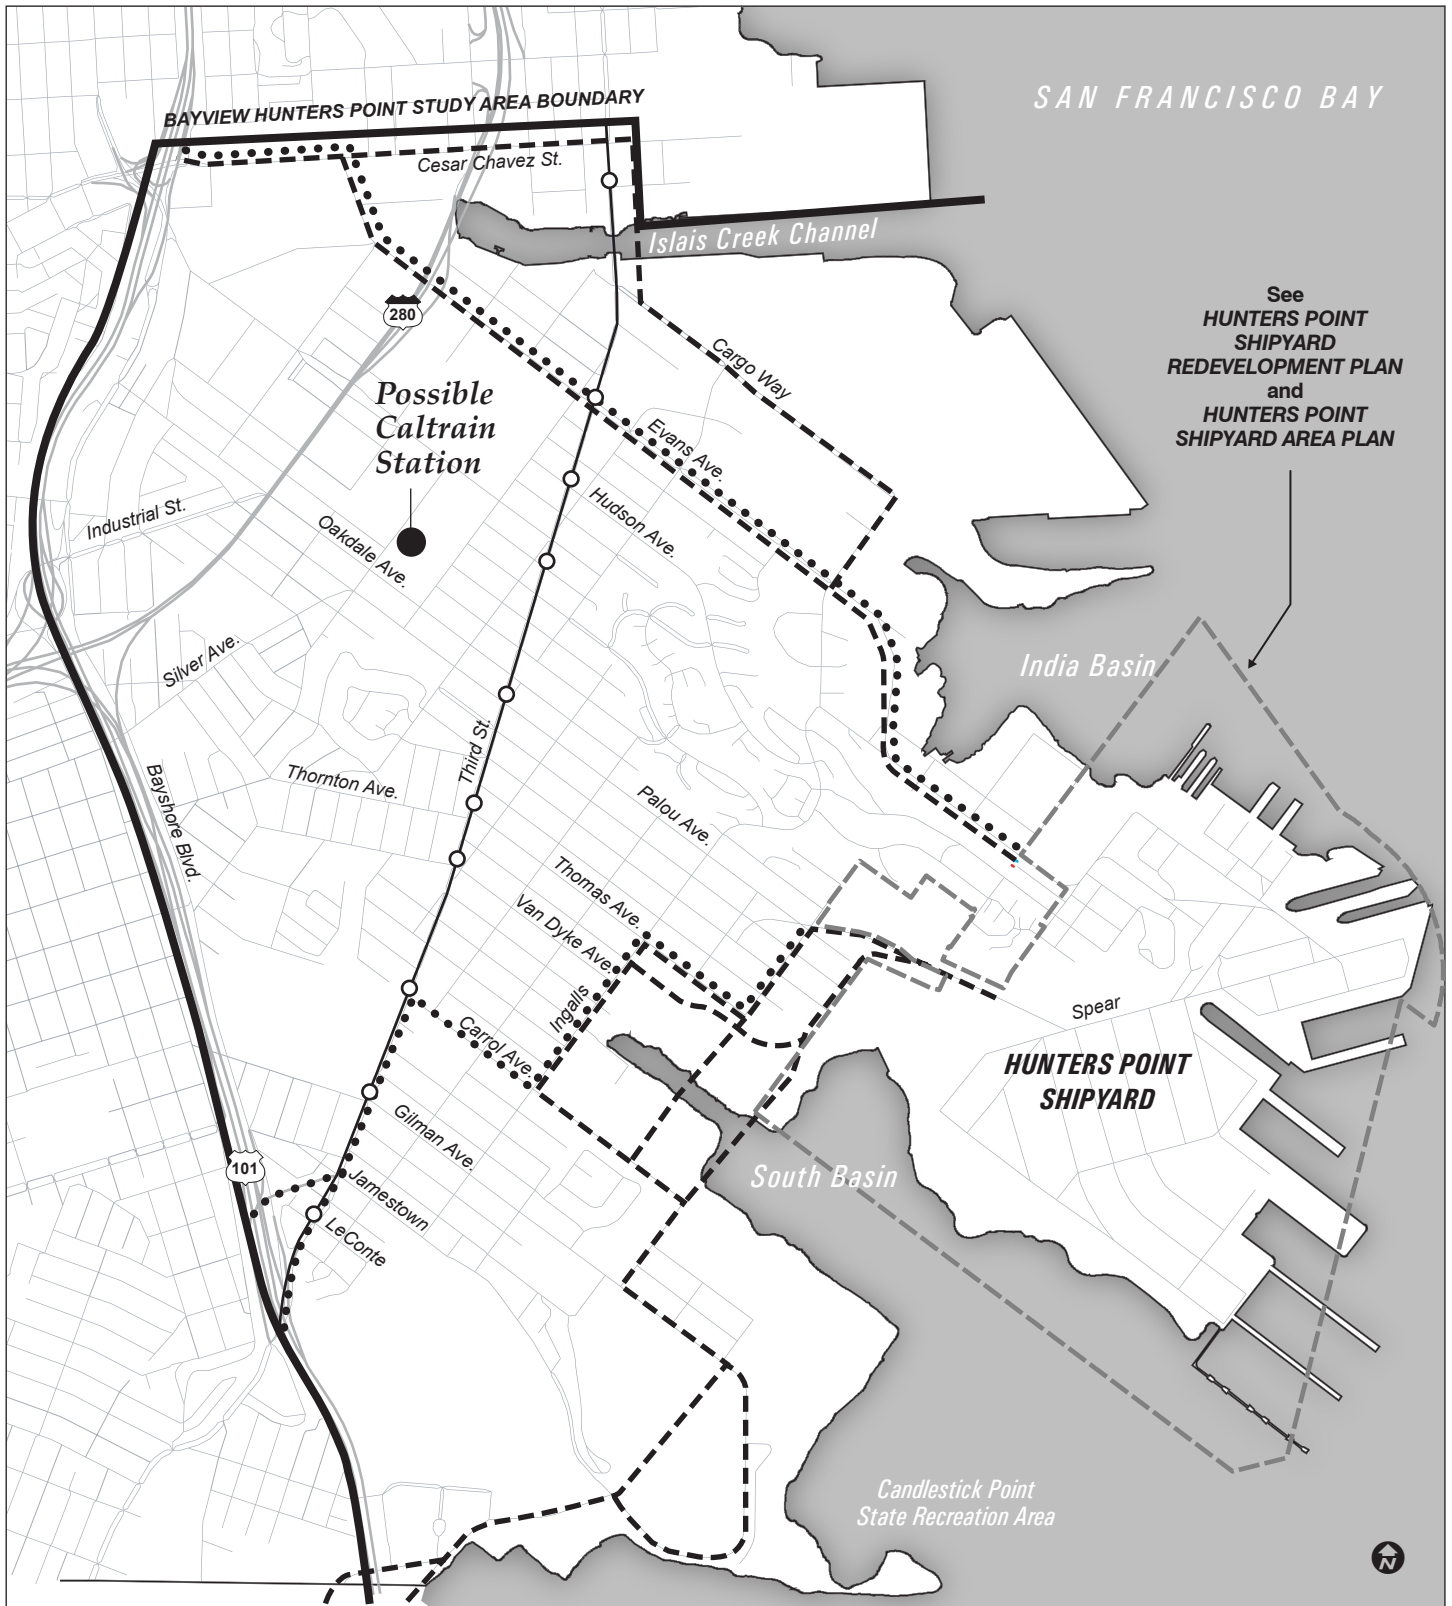 SAN FRANCISCO BAY
BAYVIEW HUNTERS POINT STUDY AREA BOUNDARY
Cesar Chavez St.
Islais Creek Channel
280
See
HUNTERS POINT
SHIPYARD
REDEVELOPMENT PLAN
and
HUNTERS POINT
SHIPYARD AREA PLAN
Cargo Way
Possible
Caltrain
Station
Evans Ave.
Hudson Ave.
Industrial St.
Oakdale Ave.
Silver Ave.
India Basin
Third St.
Thornton Ave.
Bayshore Blvd.
Palou Ave.
Thomas Ave.
Van Dyke Ave.
Ingalls
Spear
Carrol Ave.
HUNTERS POINT
SHIPYARD
Gilman Ave.
101
South Basin
Jamestown
LeConte
Candlestick Point
State Recreation Area
N